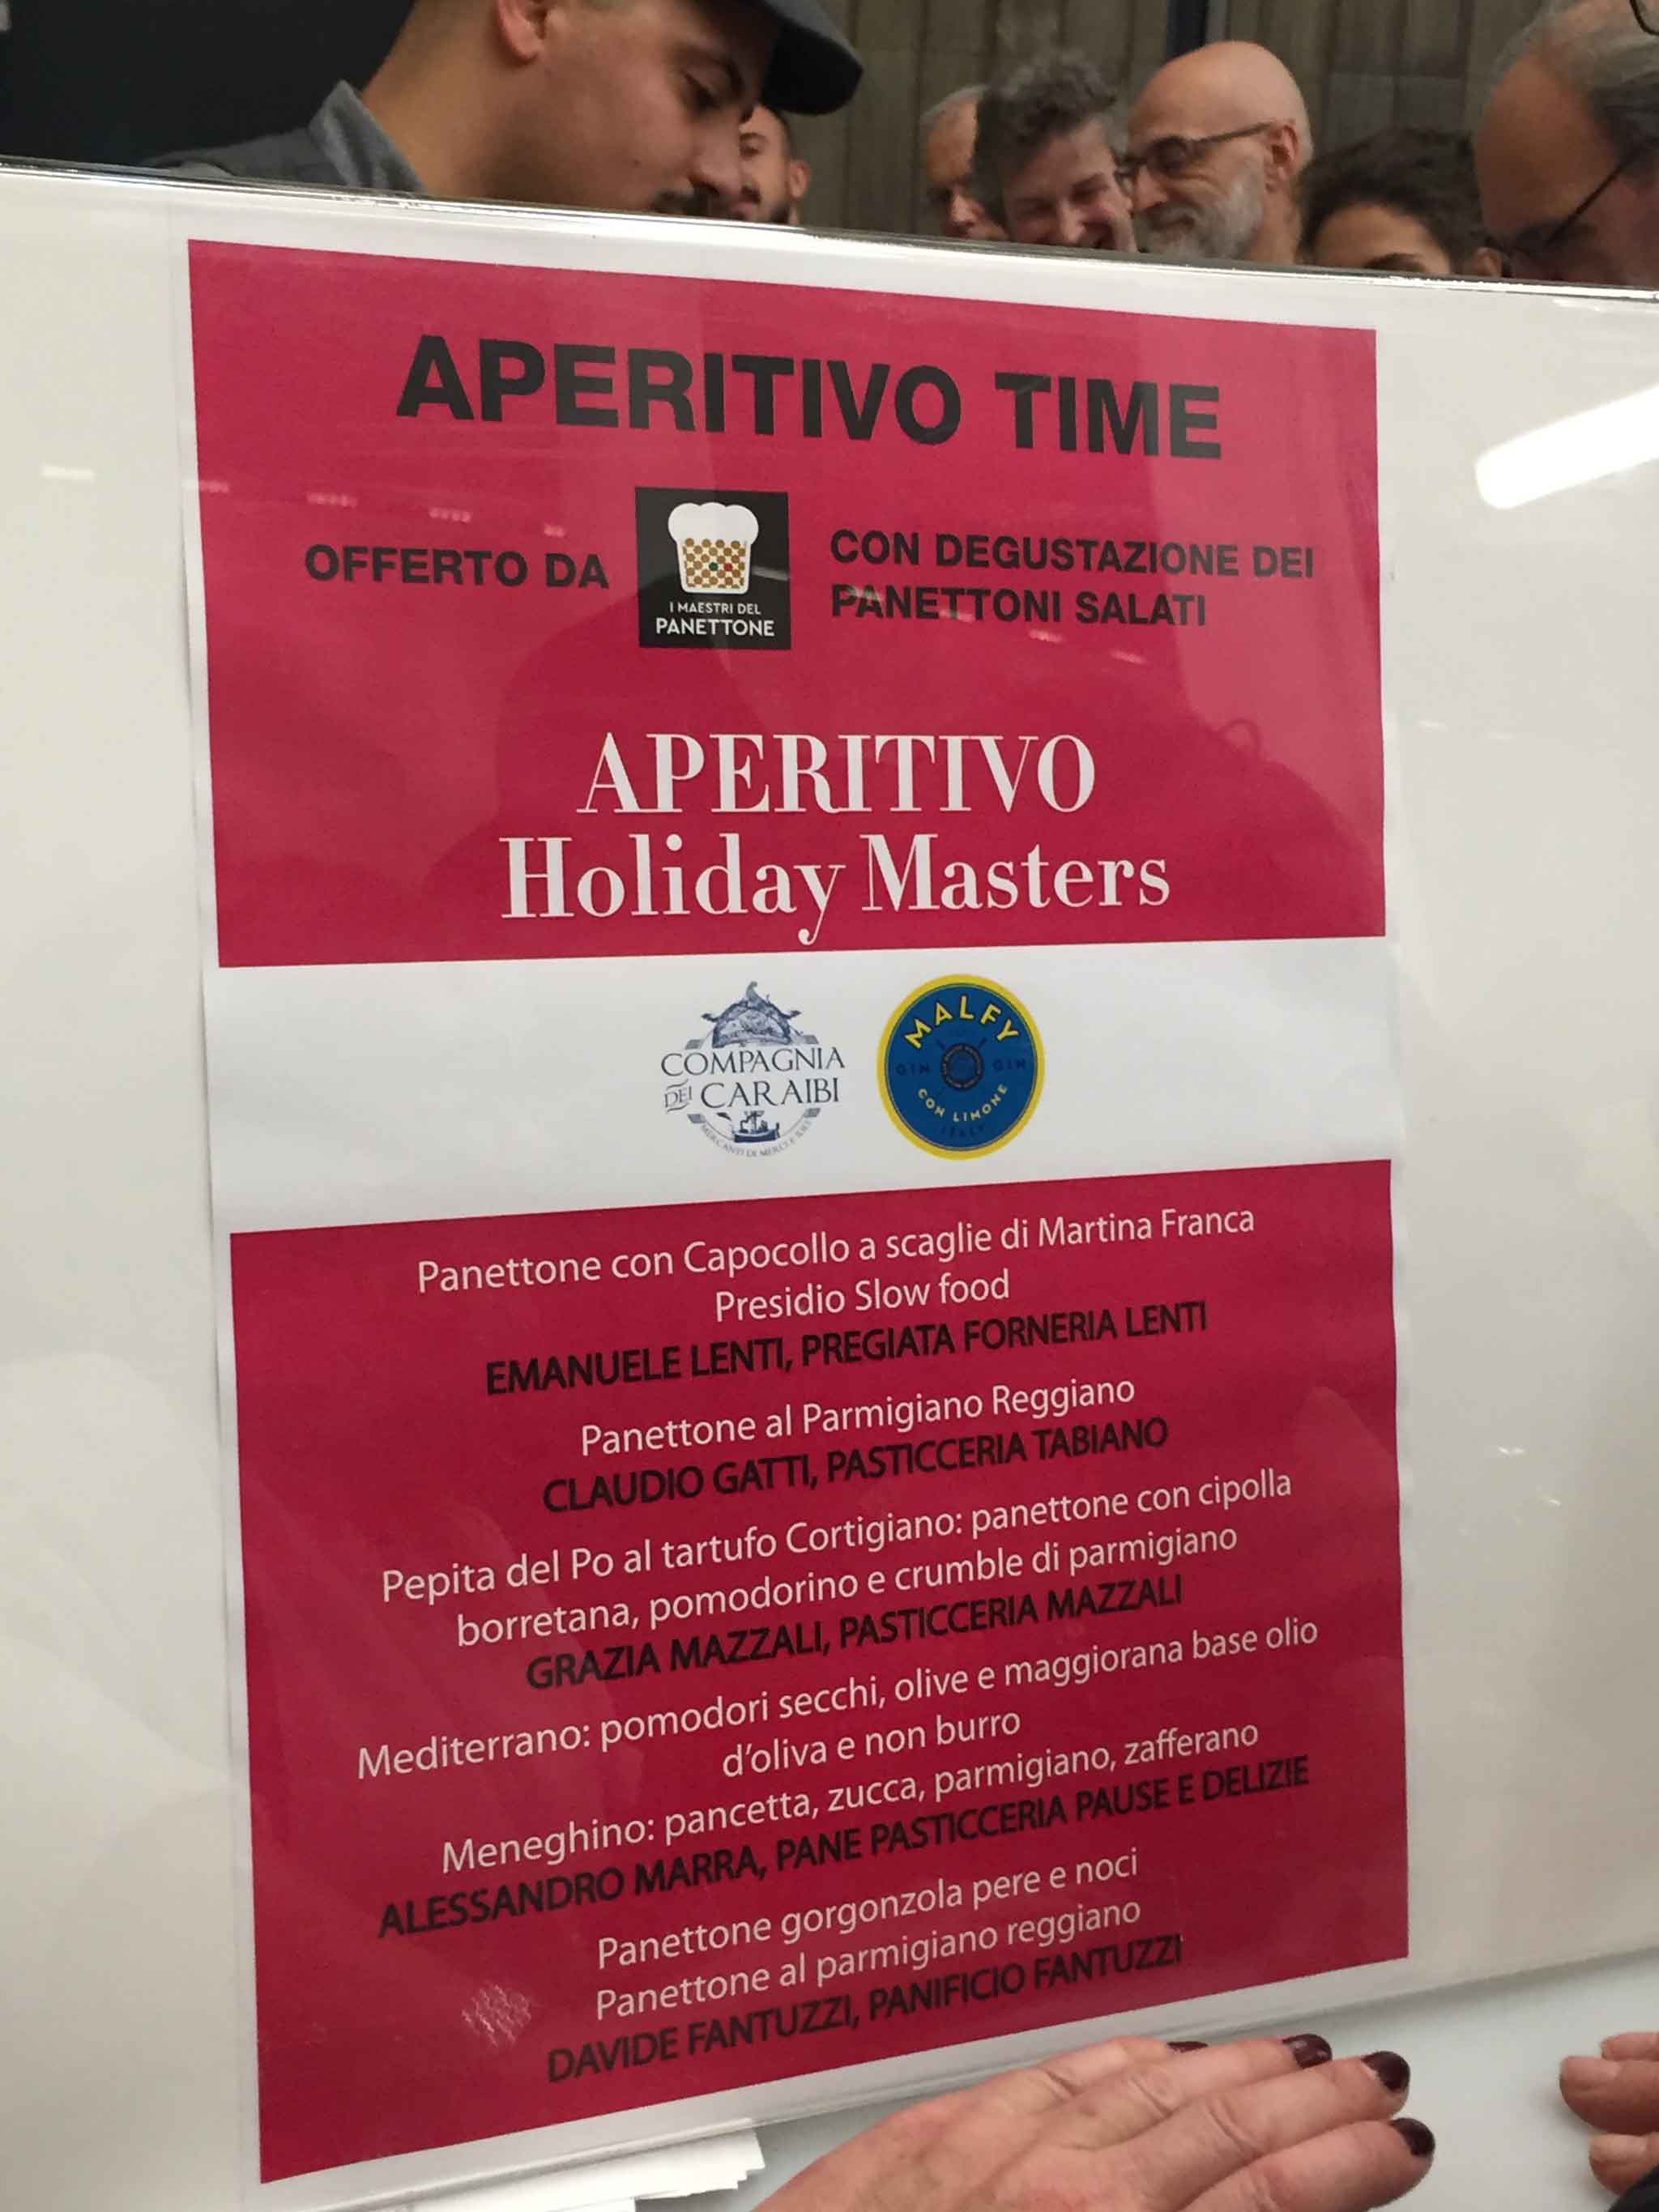 APERITIVO TIME
OFFERTO DA
I MAESTRI DEL
PANETTONE
CON DEGUSTAZIONE DEI
PANETTONI SALATI
APERITIVO
Holiday Masters
COMPAGNIA
DEI CARAIBI
MALFY
GIN GIN
CON LIMONE
ITALY
Panettone con Capocollo a scaglie di Martina Franca
Presidio Slow food
EMANUELE LENTI, PREGIATA FORNERIA LENTI
Panettone al Parmigiano Reggiano
CLAUDIO GATTI, PASTICCERIA TABIANO
Pepita del Po al tartufo Cortigiano: panettone con cipolla
borretana, pomodorino e crumble di parmigiano
GRAZIA MAZZALI, PASTICCERIA MAZZALI
Mediterrano: pomodori secchi, olive e maggiorana base olio
d'oliva e non burro
Meneghino: pancetta, zucca, parmigiano, zafferano
ALESSANDRO MARRA, PANE PASTICCERIA PAUSE E DELIZIE
Panettone gorgonzola pere e noci
Panettone al parmigiano reggiano
DAVIDE FANTUZZI, PANIFICIO FANTUZZI